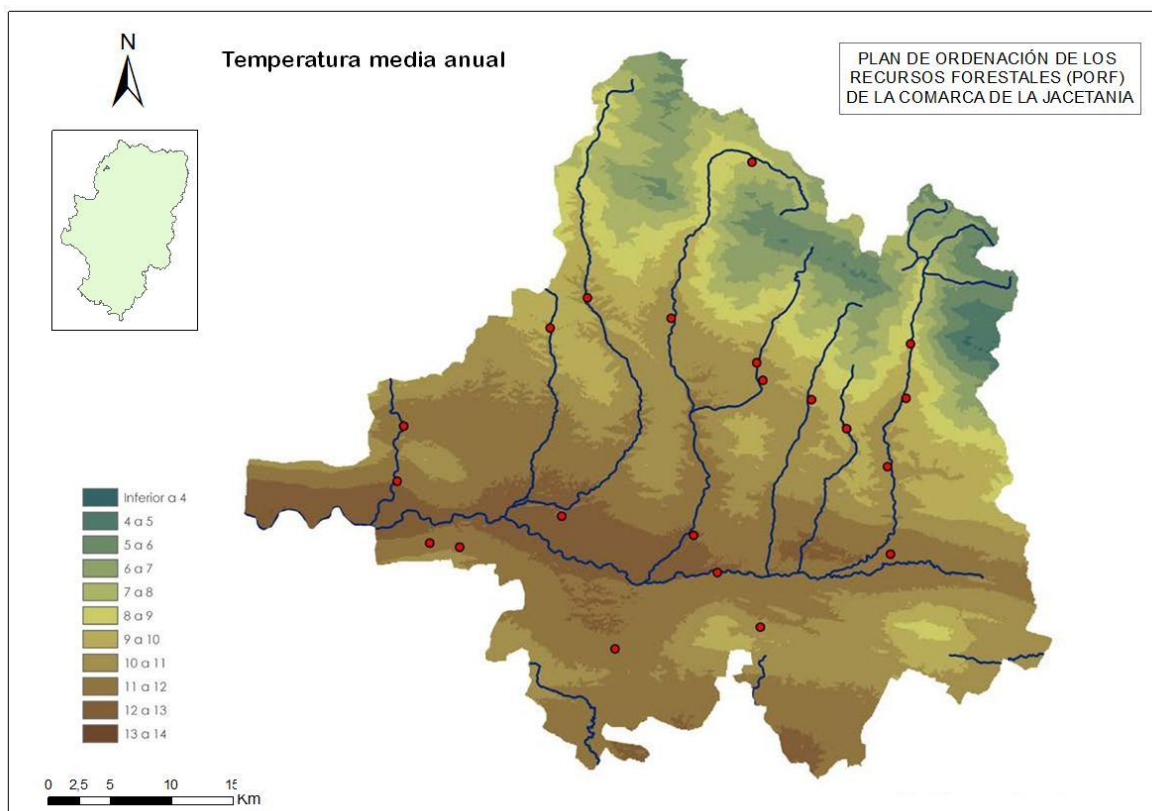 N
Temperatura media anual
PLAN DE ORDENACIÓN DE LOS
RECURSOS FORESTALES (PORF)
DE LA COMARCA DE LA JACETANIA
Inferior a 4
4 a 5
5 a 6
6 a 7
7 a 8
8 a 9
9 a 10
10 a 11
11 a 12
12 a 13
13 a 14
0 2,5 5 10 15
Km